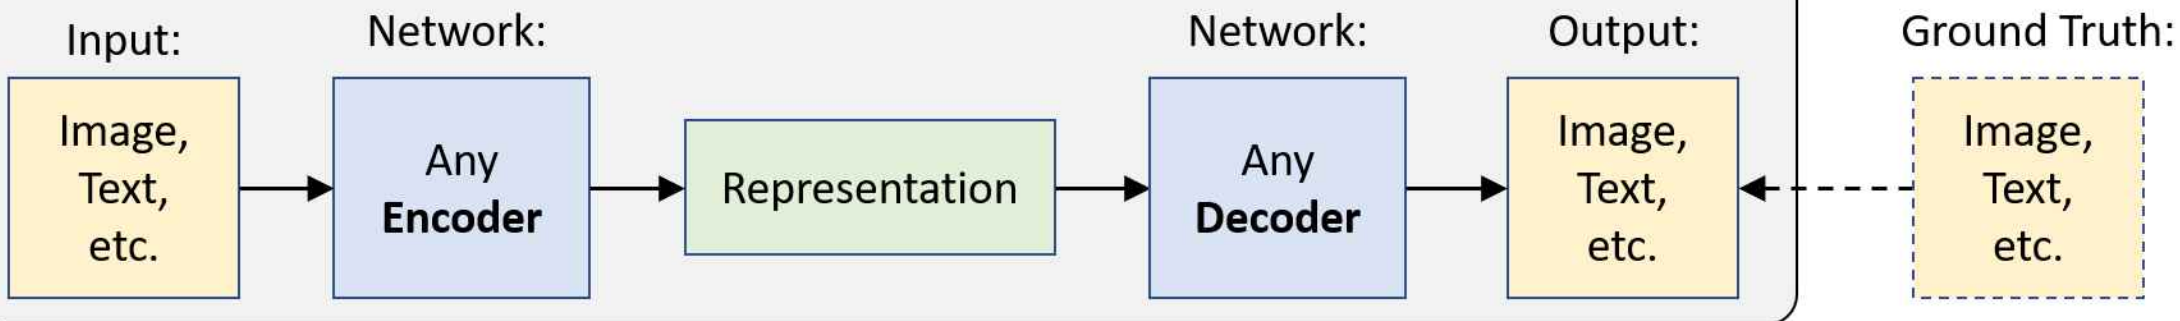 Input:
Network:
Network:
Output:
Ground Truth:
Image,
Text,
etc.
Any
Encoder
Representation
Any
Decoder
Image,
Text,
etc.
Image,
Text,
etc.